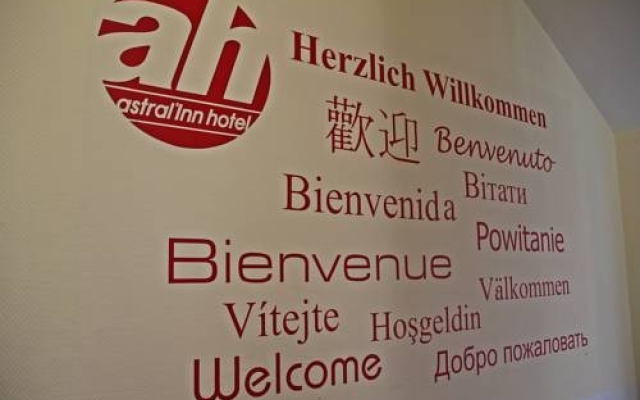 ah
astral'Inn hotel
Herzlich Willkommen
歡迎
Benvenuto
Bienvenida
Вітати
Powitanie
Bienvenue
Välkommen
Vítejte
Hoşgeldin
Welcome
Добро пожаловать